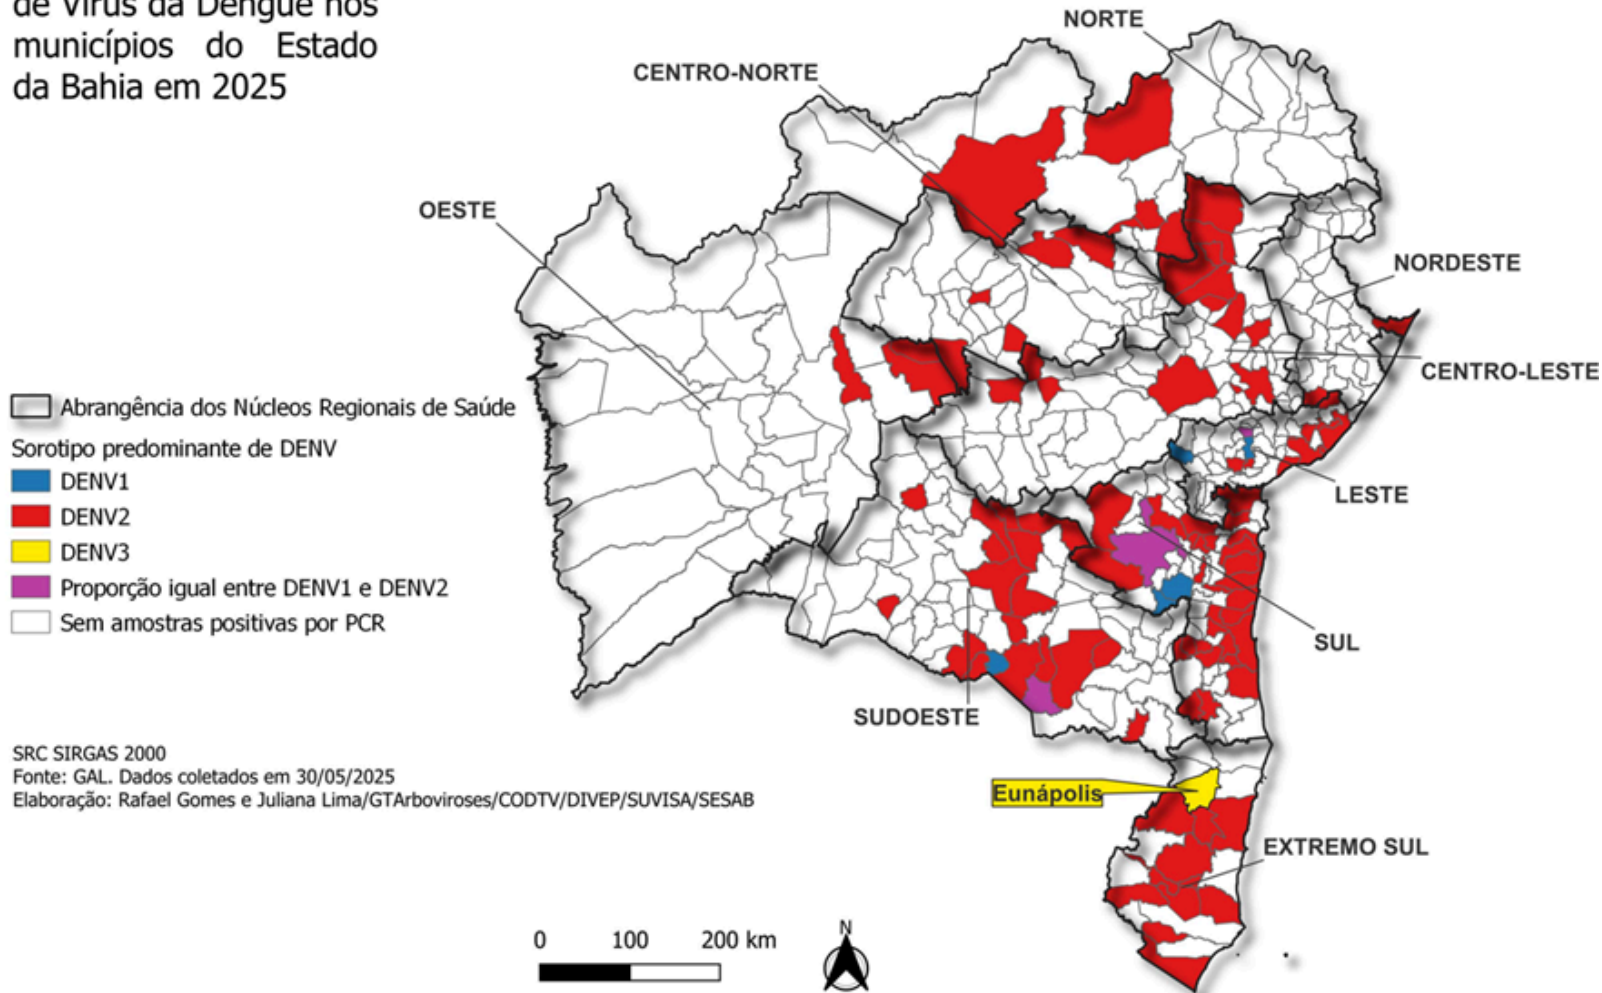 de Vírus da Dengue nos
municípios do Estado
da Bahia em 2025
NORTE
CENTRO-NORTE
OESTE
NORDESTE
CENTRO-LESTE
LESTE
SUL
SUDOESTE
Eunápolis
EXTREMO SUL
Abrangência dos Núcleos Regionais de Saúde
Sorotipo predominante de DENV
DENV1
DENV2
DENV3
Proporção igual entre DENV1 e DENV2
Sem amostras positivas por PCR
SRC SIRGAS 2000
Fonte: GAL. Dados coletados em 30/05/2025
Elaboração: Rafael Gomes e Juliana Lima/GTArboviroses/CODTV/DIVEP/SUVISA/SESAB
0 100 200 km
N